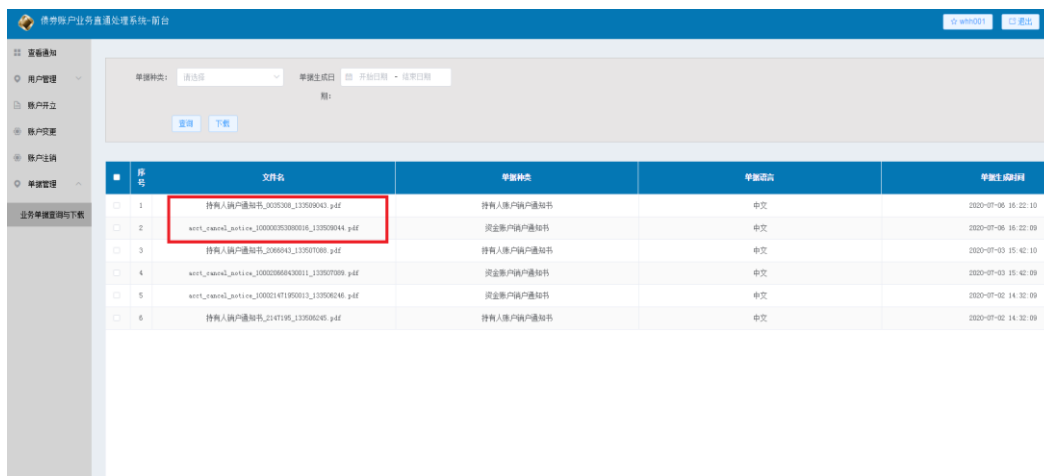 债券账户业务直通处理系统-前台
whh001
退出
查看通知
用户管理
账户开立
账户变更
账户注销
单据管理
业务单据查询与下载
单据种类： 请选择 单据生成日期： 开始日期 - 结束日期
查询 下载
序号 文件名 单据种类 单据语言 单据生成时间
1 持有人销户通知书_0035300_133509043.pdf 持有人账户销户通知书 中文 2020-07-06 16:22:10
2 acct_cancel_notice_100000353000016_133509044.pdf 资金账户销户通知书 中文 2020-07-06 16:22:09
3 持有人销户通知书_2066843_133507088.pdf 持有人账户销户通知书 中文 2020-07-03 15:42:10
4 acct_cancel_notice_100020668430011_133507089.pdf 资金账户销户通知书 中文 2020-07-03 15:42:09
5 acct_cancel_notice_100021471950013_133506246.pdf 资金账户销户通知书 中文 2020-07-02 14:32:09
6 持有人销户通知书_2147195_133506245.pdf 持有人账户销户通知书 中文 2020-07-02 14:32:09